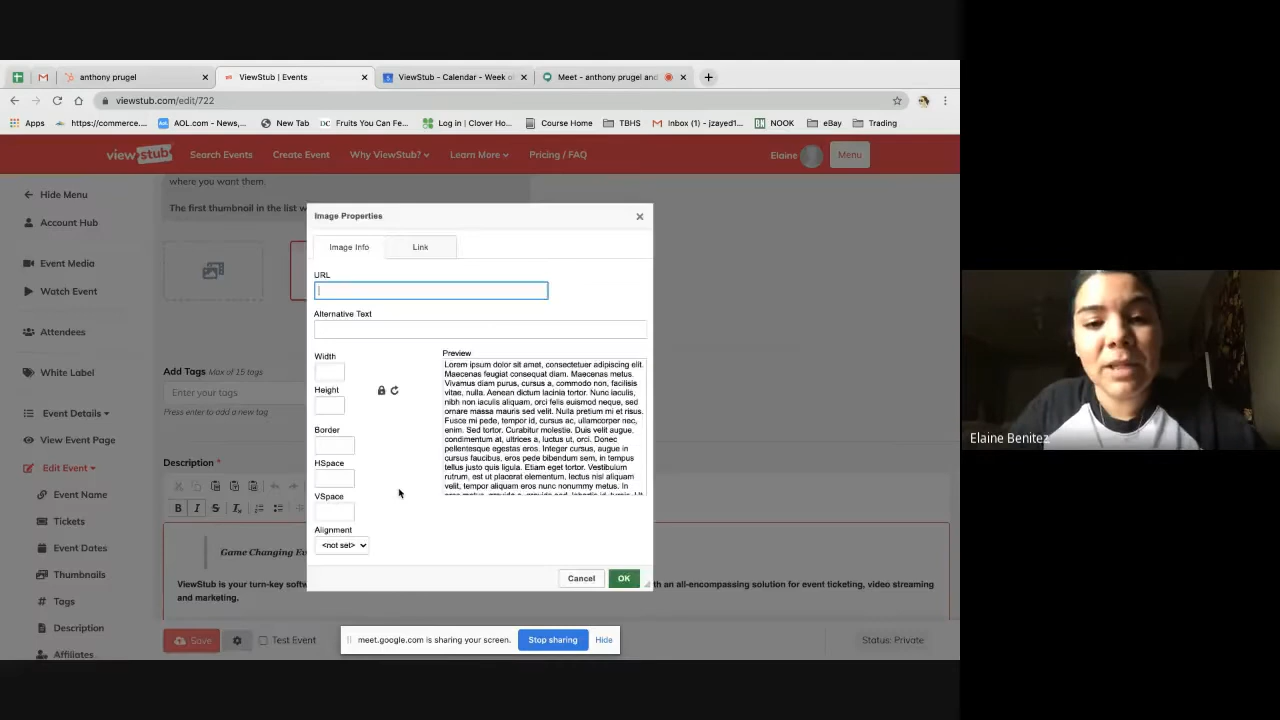 anthony prugel
ViewStub | Events
ViewStub - Calendar - Week o
Meet - anthony prugel and
viewstub.com/edit/722
Apps
https://commerce....
AOL.com - News,...
New Tab
DC
Fruits You Can Fe...
Log in | Clover Ho...
Course Home
TBHS
Inbox (1) - jzayed1...
NOOK
eBay
Trading
view stub
Search Events
Create Event
Why ViewStub?
Learn More
Pricing / FAQ
Elaine
Menu
Hide Menu
Account Hub
Event Media
Watch Event
Attendees
White Label
Event Details
View Event Page
Edit Event
Event Name
Tickets
Event Dates
Thumbnails
Tags
Description
Affiliates
where you want them.
The first thumbnail in the list w
Add Tags Max of 15 tags
Enter your tags
Press enter to add a new tag
Description *
B I S
Game Changing Ev
ViewStub is your turn-key softw
th an all-encompassing solution for event ticketing, video streaming
and marketing.
Save
Test Event
Status: Private
Image Properties
Image Info
Link
URL
Alternative Text
Width
Height
Border
HSpace
VSpace
Alignment
<not set>
Preview
Lorem ipsum dolor sit amet, consectetuer adipiscing elit.
Maecenas feugiat consequat diam. Maecenas metus.
Vivamus diam purus, cursus a, commodo non, facilisis
vitae, nulla. Aenean dictum lacinia tortor. Nunc iaculis,
nibh non iaculis aliquam, orci felis euismod neque, sed
ornare massa mauris sed velit. Nulla pretium mi et risus.
Fusce mi pede, tempor id, cursus ac, ullamcorper nec,
enim. Sed tortor. Curabitur molestie. Duis velit augue,
condimentum at, ultrices a, luctus ut, orci. Donec
pellentesque egestas eros. Integer cursus, augue in
cursus faucibus, eros pede bibendum sem, in tempus
tellus justo quis ligula. Etiam eget tortor. Vestibulum
rutrum, est ut placerat elementum, lectus nisl aliquam
velit, tempor aliquam eros nunc nonummy metus. In
Cancel
OK
meet.google.com is sharing your screen.
Stop sharing
Hide
Elaine Benitez